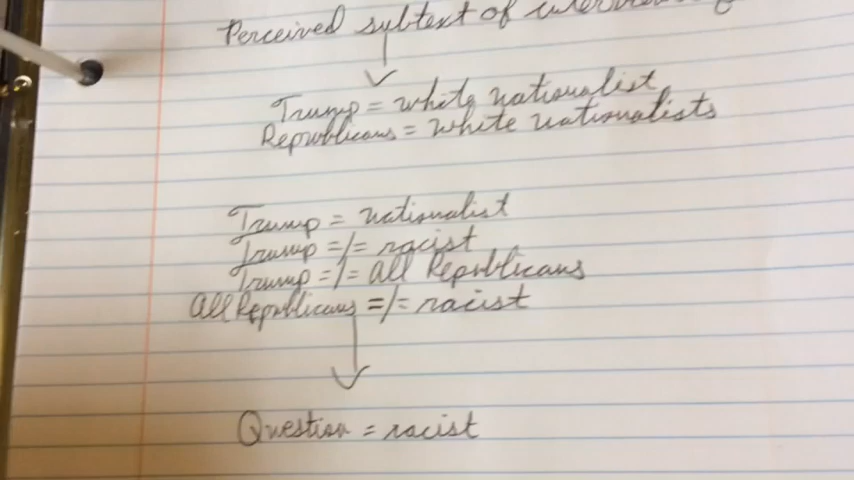 Perceived subtext of
Trump = white nationalist
Republicans = white nationalists
Trump = nationalist
Trump =/= racist
Trump =/= All Republicans
All Republicans =/= racist
Question = racist